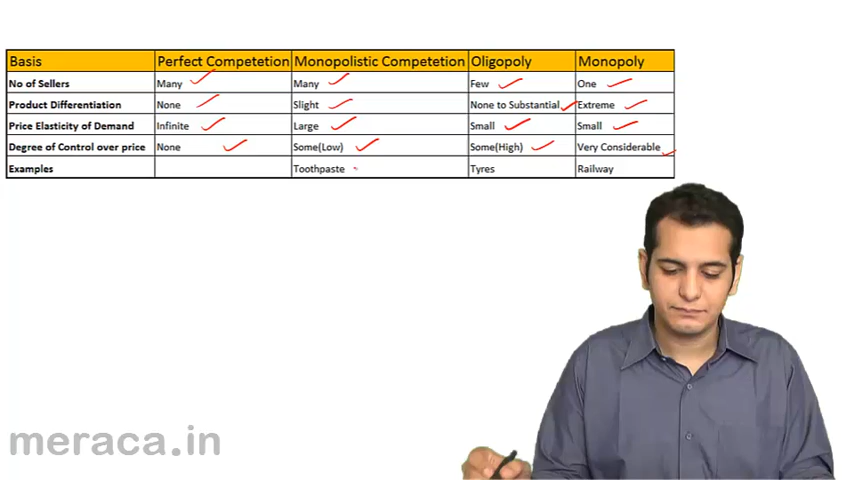 Basis Perfect Competetion Monopolistic Competetion Oligopoly Monopoly
No of Sellers Many Many Few One
Product Differentiation None Slight None to Substantial Extreme
Price Elasticity of Demand Infinite Large Small Small
Degree of Control over price None Some(Low) Some(High) Very Considerable
Examples Toothpaste Tyres Railway
meraca.in